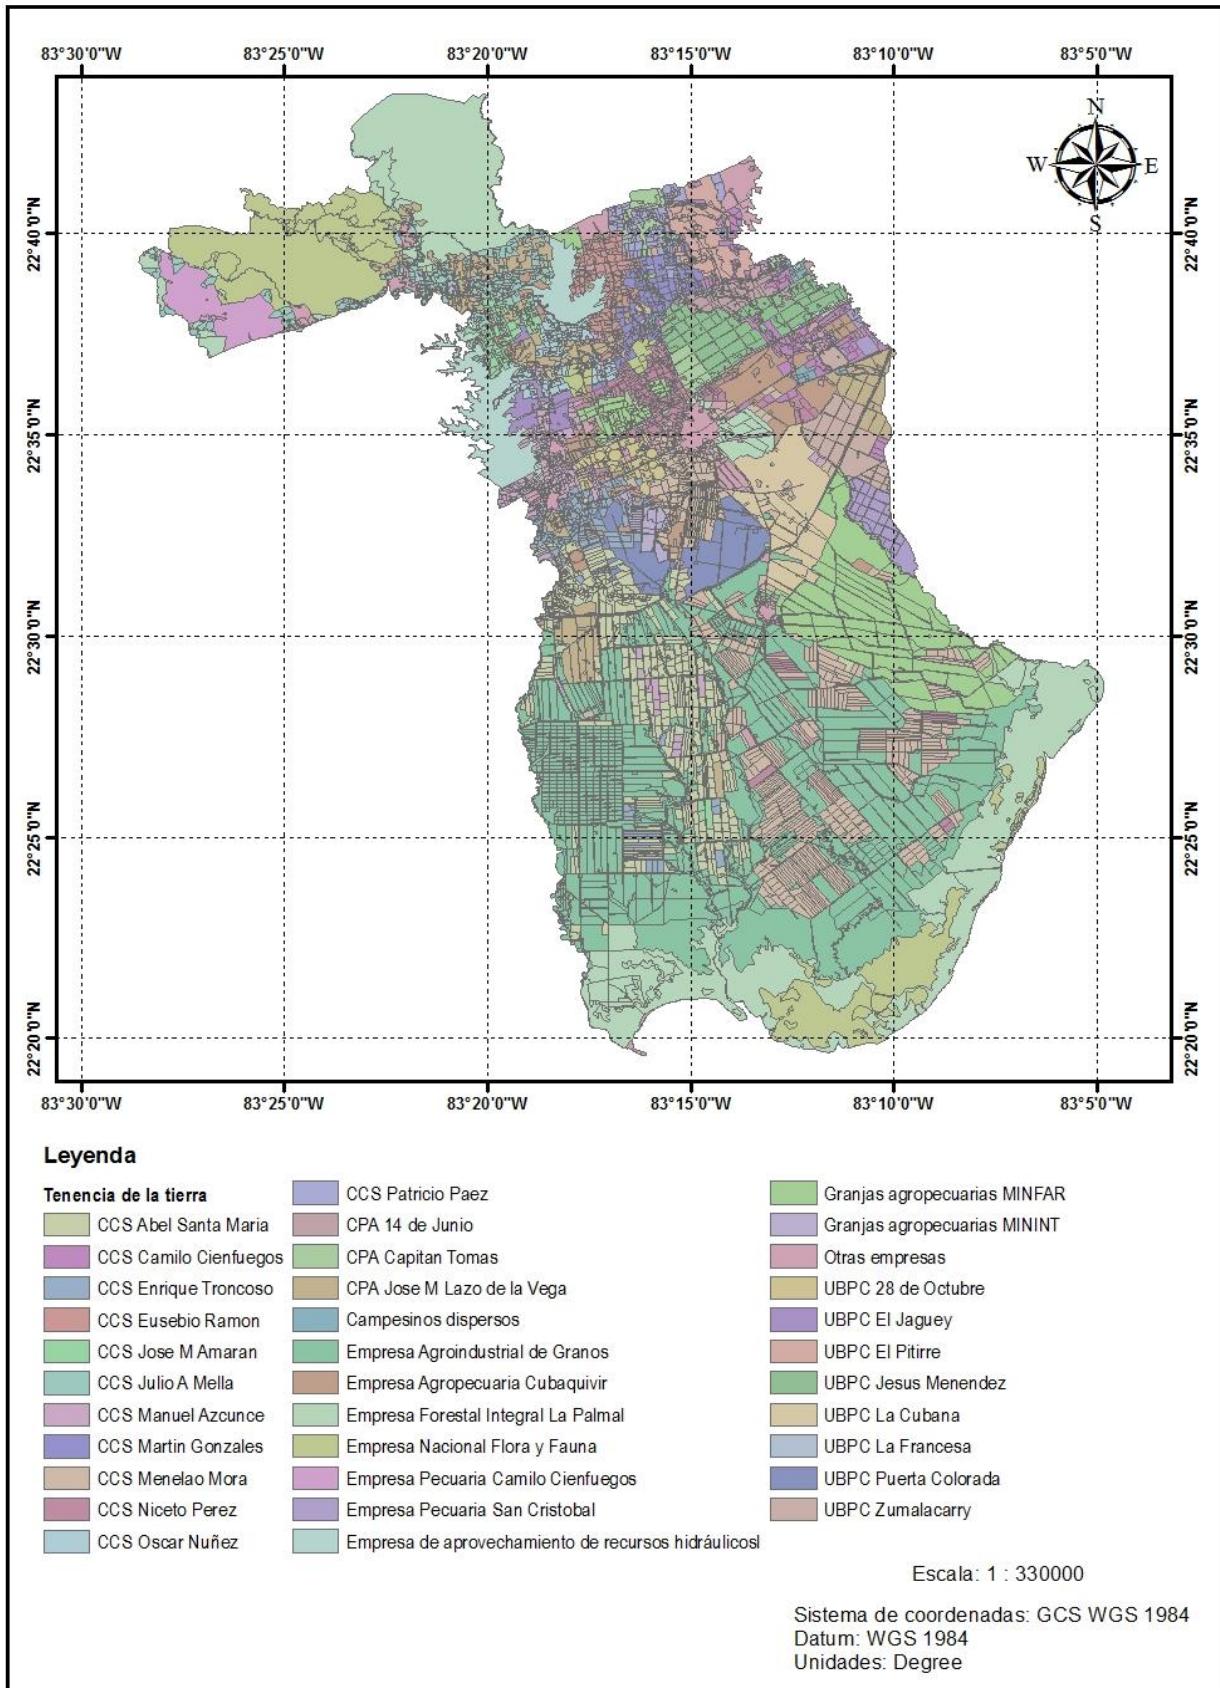 83°30'0"W 83°25'0"W 83°20'0"W 83°15'0"W 83°10'0"W 83°5'0"W
N
W E
S
22°40'0"N 22°40'0"N
22°35'0"N 22°35'0"N
22°30'0"N 22°30'0"N
22°25'0"N 22°25'0"N
22°20'0"N 22°20'0"N
83°30'0"W 83°25'0"W 83°20'0"W 83°15'0"W 83°10'0"W 83°5'0"W
Leyenda
Tenencia de la tierra
CCS Abel Santa Maria
CCS Camilo Cienfuegos
CCS Enrique Troncoso
CCS Eusebio Ramon
CCS Jose M Amaran
CCS Julio A Mella
CCS Manuel Azcunce
CCS Martin Gonzales
CCS Menelao Mora
CCS Niceto Perez
CCS Oscar Nuñez
CCS Patricio Paez
CPA 14 de Junio
CPA Capitan Tomas
CPA Jose M Lazo de la Vega
Campesinos dispersos
Empresa Agroindustrial de Granos
Empresa Agropecuaria Cubaquivir
Empresa Forestal Integral La Palmal
Empresa Nacional Flora y Fauna
Empresa Pecuaria Camilo Cienfuegos
Empresa Pecuaria San Cristobal
Empresa de aprovechamiento de recursos hidráulicosl
Granjas agropecuarias MINFAR
Granjas agropecuarias MININT
Otras empresas
UBPC 28 de Octubre
UBPC El Jaguey
UBPC El Pitirre
UBPC Jesus Menendez
UBPC La Cubana
UBPC La Francesa
UBPC Puerta Colorada
UBPC Zumalacarry
Escala: 1 : 330000
Sistema de coordenadas: GCS WGS 1984
Datum: WGS 1984
Unidades: Degree